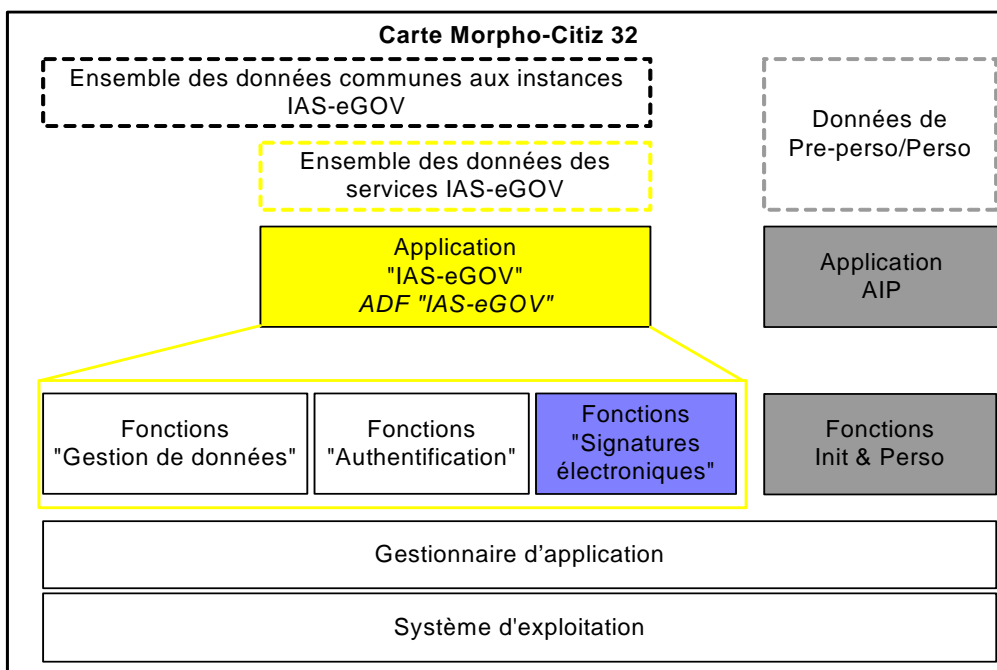 Carte Morpho-Citiz 32
Ensemble des données communes aux instances
IAS-eGOV
Données de
Pre-perso/Perso
Ensemble des données des
services IAS-eGOV
Application
"IAS-eGOV"
ADF "IAS-eGOV"
Application
AIP
Fonctions
"Gestion de données"
Fonctions
"Authentification"
Fonctions
"Signatures
électroniques"
Fonctions
Init & Perso
Gestionnaire d’application
Système d'exploitation